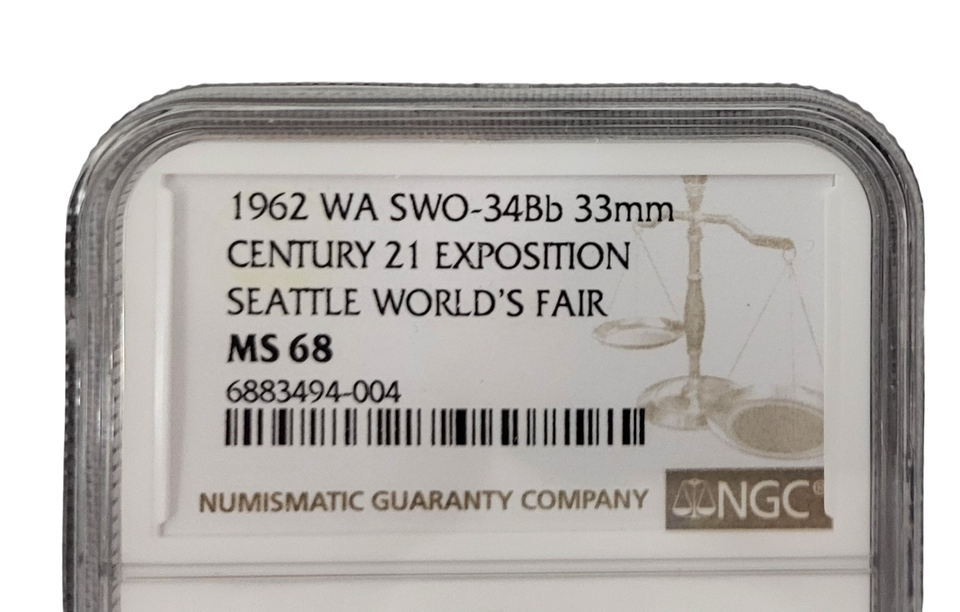 1962 WA SWO-34Bb 33mm
CENTURY 21 EXPOSITION
SEATTLE WORLD'S FAIR
MS 68
6883494-004
NUMISMATIC GUARANTY COMPANY
NGC®